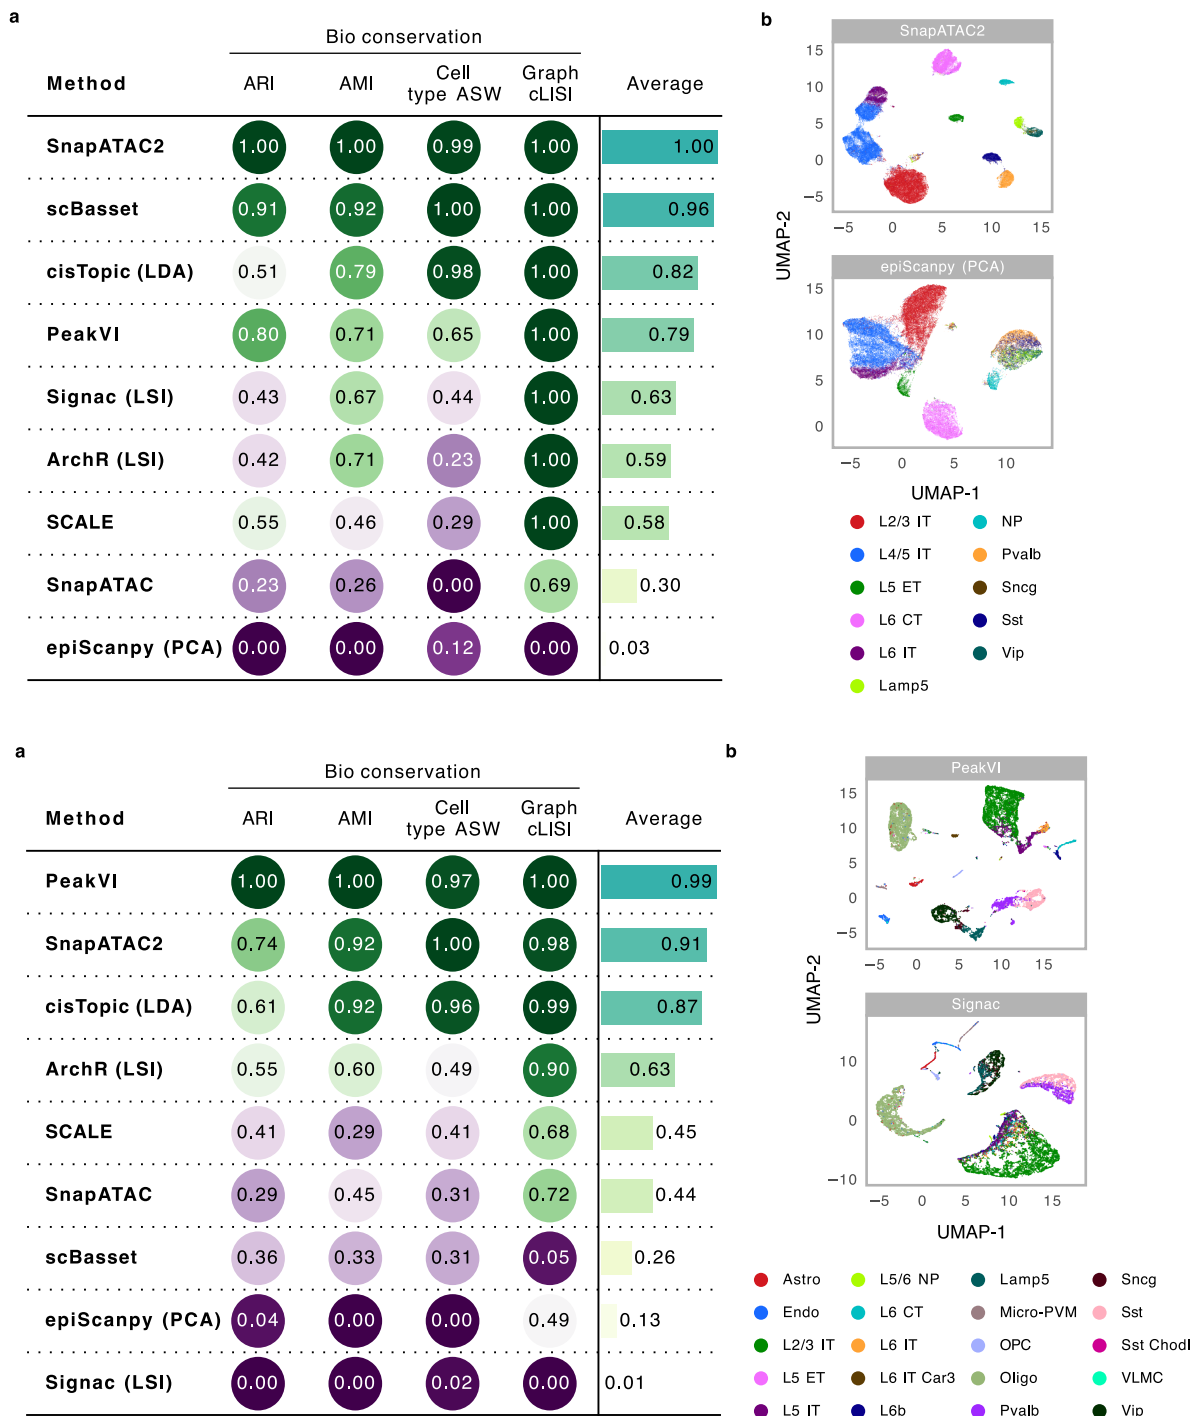 a
Bio conservation
Method ARI AMI Cell type ASW Graph cLISI Average
SnapATAC2 1.00 1.00 0.99 1.00 1.00
scBasset 0.91 0.92 1.00 1.00 0.96
cisTopic (LDA) 0.51 0.79 0.98 1.00 0.82
PeakVI 0.80 0.71 0.65 1.00 0.79
Signac (LSI) 0.43 0.67 0.44 1.00 0.63
ArchR (LSI) 0.42 0.71 0.23 1.00 0.59
SCALE 0.55 0.46 0.29 1.00 0.58
SnapATAC 0.23 0.26 0.00 0.69 0.30
epiScanpy (PCA) 0.00 0.00 0.12 0.00 0.03
b
SnapATAC2
15
10
5
0
−5
−5 0 5 10 15
UMAP-2
epiScanpy (PCA)
15
10
5
0
−5 0 5 10
UMAP-1
L2/3 IT NP
L4/5 IT Pvalb
L5 ET Sncg
L6 CT Sst
L6 IT Vip
Lamp5
a
Bio conservation
Method ARI AMI Cell type ASW Graph cLISI Average
PeakVI 1.00 1.00 0.97 1.00 0.99
SnapATAC2 0.74 0.92 1.00 0.98 0.91
cisTopic (LDA) 0.61 0.92 0.96 0.99 0.87
ArchR (LSI) 0.55 0.60 0.49 0.90 0.63
SCALE 0.41 0.29 0.41 0.68 0.45
SnapATAC 0.29 0.45 0.31 0.72 0.44
scBasset 0.36 0.33 0.31 0.05 0.26
epiScanpy (PCA) 0.04 0.00 0.00 0.49 0.13
Signac (LSI) 0.00 0.00 0.02 0.00 0.01
b
PeakVI
15
10
5
0
−5
−5 0 5 10 15
UMAP-2
Signac
10
0
−10
−5 0 5 10 15
UMAP-1
Astro L5/6 NP Lamp5 Sncg
Endo L6 CT Micro-PVM Sst
L2/3 IT L6 IT OPC Sst Chodl
L5 ET L6 IT Car3 Oligo VLMC
L5 IT L6b Pvalb Vip